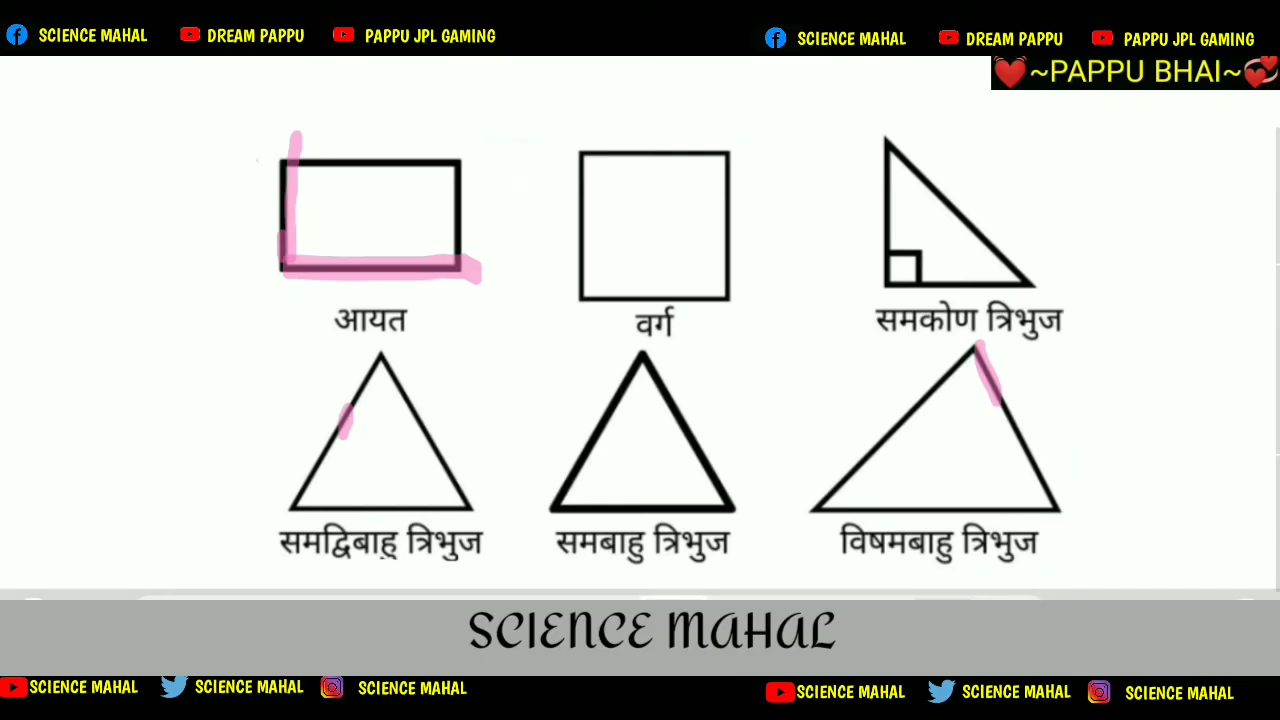 SCIENCE MAHAL DREAM PAPPU PAPPU JPL GAMING SCIENCE MAHAL DREAM PAPPU PAPPU JPL GAMING
~PAPPU BHAI~
आयत वर्ग समकोण त्रिभुज
समद्विबाहु त्रिभुज समबाहु त्रिभुज विषमबाहु त्रिभुज
SCIENCE MAHAL
SCIENCE MAHAL SCIENCE MAHAL SCIENCE MAHAL SCIENCE MAHAL SCIENCE MAHAL SCIENCE MAHAL